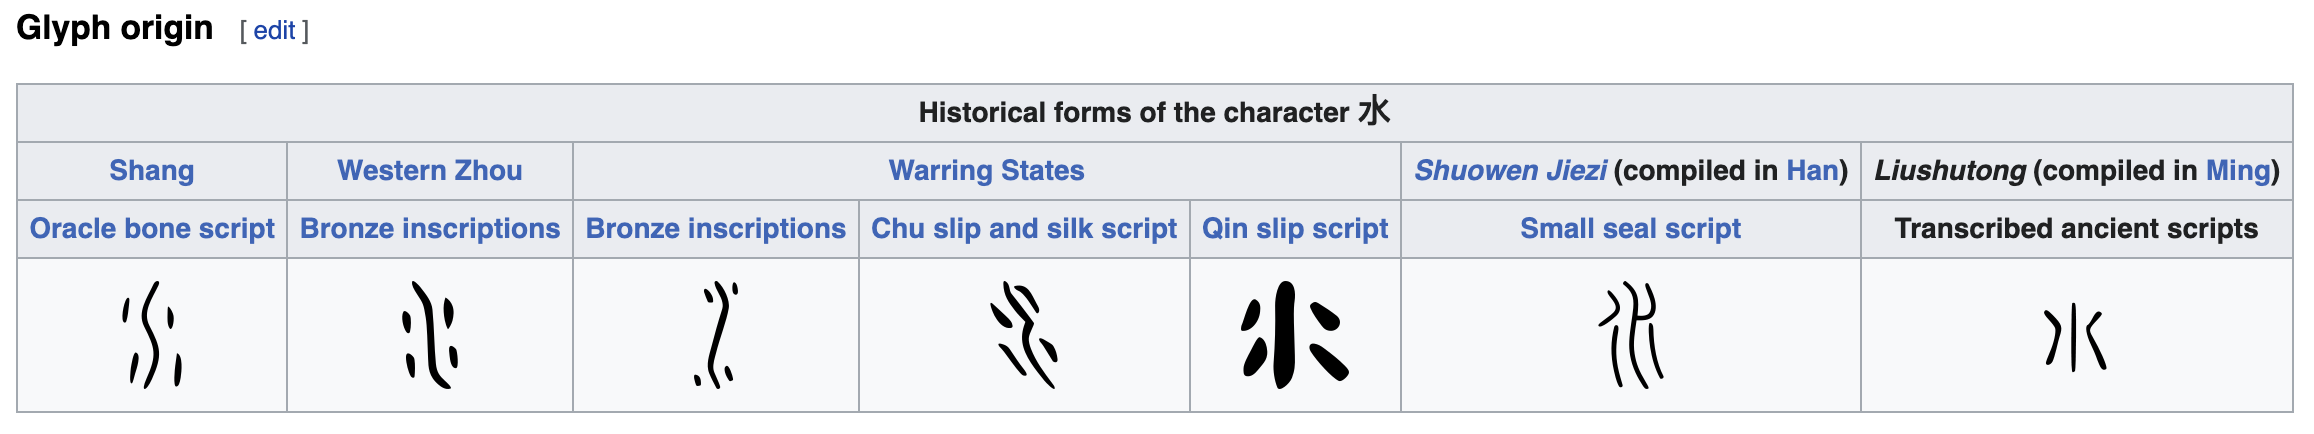 Glyph origin [ edit ]
Historical forms of the character 水
Shang Western Zhou Warring States Shuowen Jiezi (compiled in Han) Liushutong (compiled in Ming)
Oracle bone script Bronze inscriptions Bronze inscriptions Chu slip and silk script Qin slip script Small seal script Transcribed ancient scripts